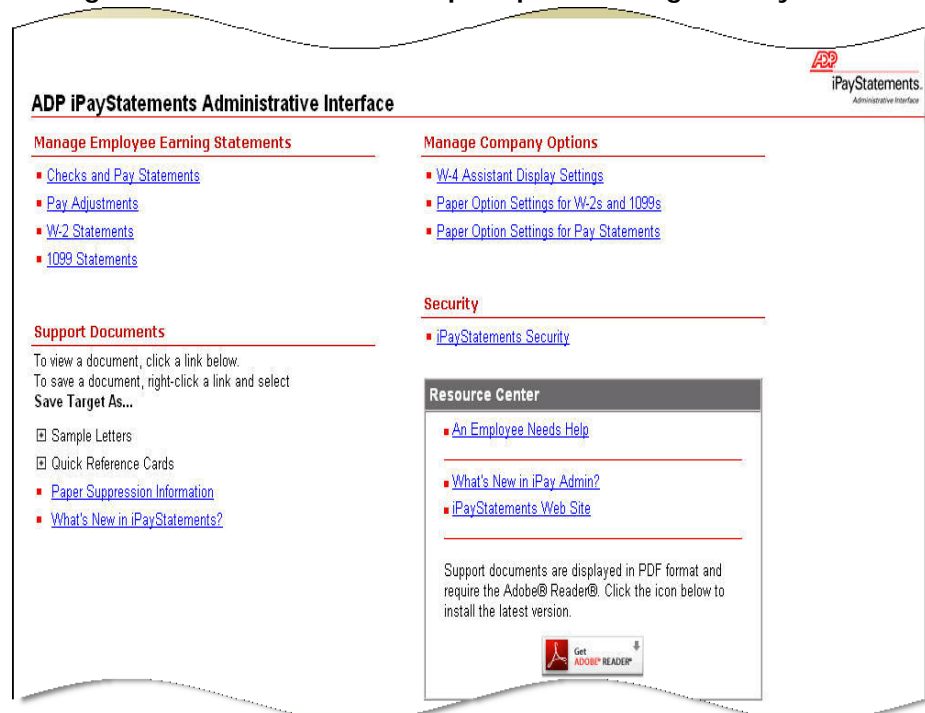 ADP
iPayStatements.
Administrative Interface
ADP iPayStatements Administrative Interface
Manage Employee Earning Statements
Checks and Pay Statements
Pay Adjustments
W-2 Statements
1099 Statements
Support Documents
To view a document, click a link below.
To save a document, right-click a link and select
Save Target As...
Sample Letters
Quick Reference Cards
Paper Suppression Information
What's New in iPayStatements?
Manage Company Options
W-4 Assistant Display Settings
Paper Option Settings for W-2s and 1099s
Paper Option Settings for Pay Statements
Security
iPayStatements Security
Resource Center
An Employee Needs Help
What's New in iPay Admin?
iPayStatements Web Site
Support documents are displayed in PDF format and
require the Adobe® Reader®. Click the icon below to
install the latest version.
Get
ADOBE® READER®